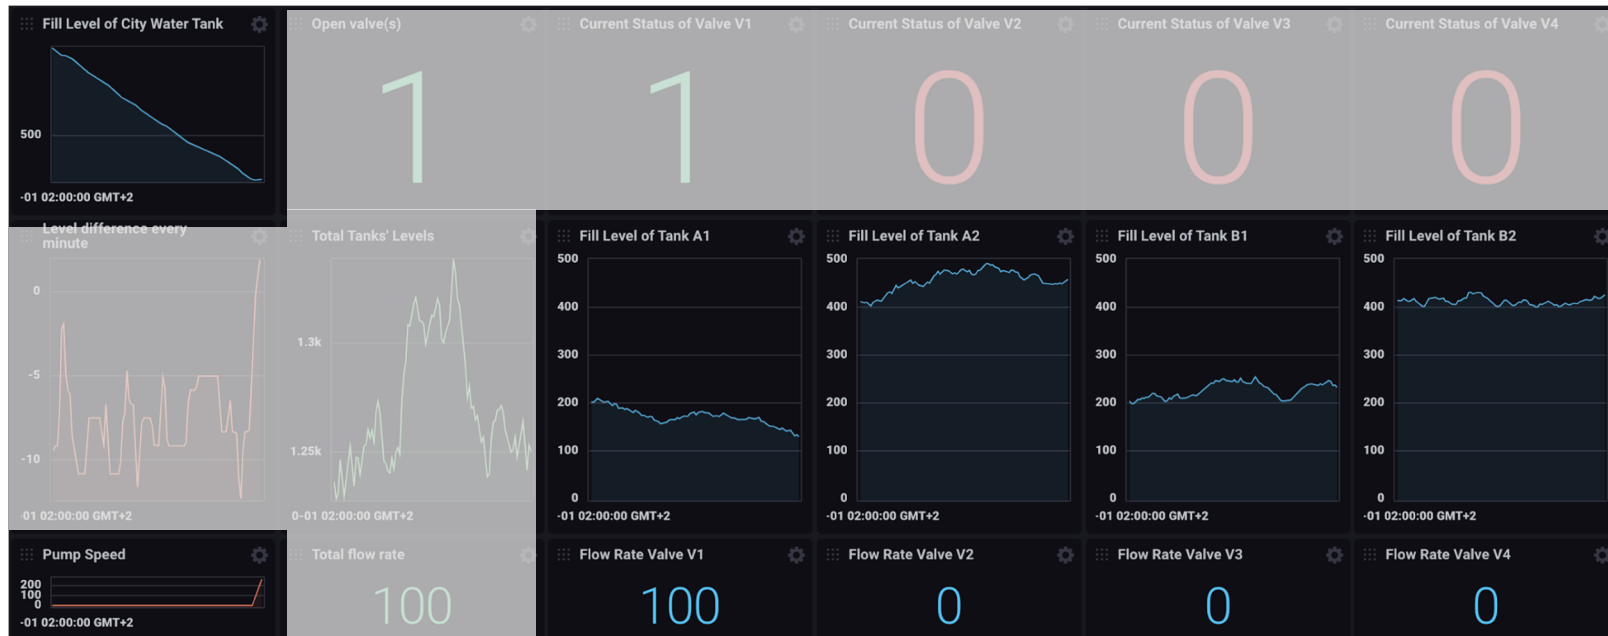 Fill Level of City Water Tank
500
-01 02:00:00 GMT+2
Open valve(s)
1
Current Status of Valve V1
1
Current Status of Valve V2
0
Current Status of Valve V3
0
Current Status of Valve V4
0
Level difference every
minute
0
-5
-10
-01 02:00:00 GMT+2
Total Tanks' Levels
1.3k
1.25k
0-01 02:00:00 GMT+2
Fill Level of Tank A1
500
400
300
200
100
0
-01 02:00:00 GMT+2
Fill Level of Tank A2
500
400
300
200
100
0
-01 02:00:00 GMT+2
Fill Level of Tank B1
500
400
300
200
100
0
-01 02:00:00 GMT+2
Fill Level of Tank B2
500
400
300
200
100
0
-01 02:00:00 GMT+2
Pump Speed
200
100
0
-01 02:00:00 GMT+2
Total flow rate
100
Flow Rate Valve V1
100
Flow Rate Valve V2
0
Flow Rate Valve V3
0
Flow Rate Valve V4
0